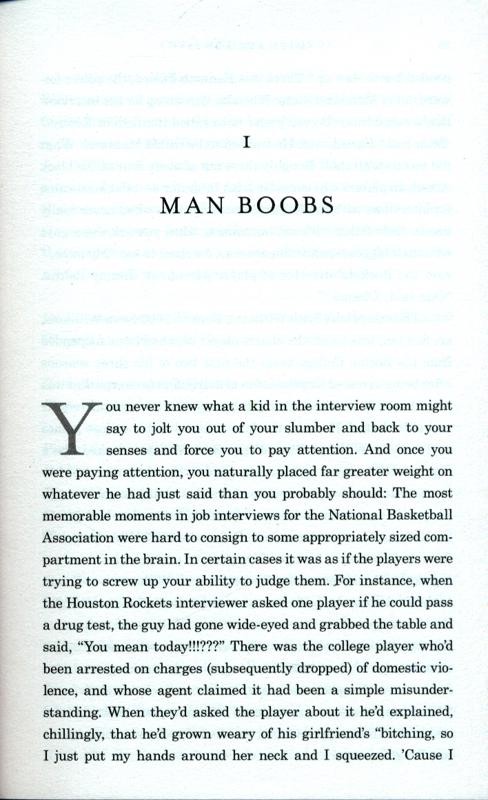 1
MAN BOOBS
You never knew what a kid in the interview room might
say to jolt you out of your slumber and back to your
senses and force you to pay attention. And once you
were paying attention, you naturally placed far greater weight on
whatever he had just said than you probably should: The most
memorable moments in job interviews for the National Basketball
Association were hard to consign to some appropriately sized com-
partment in the brain. In certain cases it was as if the players were
trying to screw up your ability to judge them. For instance, when
the Houston Rockets interviewer asked one player if he could pass
a drug test, the guy had gone wide-eyed and grabbed the table and
said, “You mean today!!!???” There was the college player who’d
been arrested on charges (subsequently dropped) of domestic vio-
lence, and whose agent claimed it had been a simple misunder-
standing. When they’d asked the player about it he’d explained,
chillingly, that he’d grown weary of his girlfriend’s “bitching, so
I just put my hands around her neck and I squeezed. ’Cause I